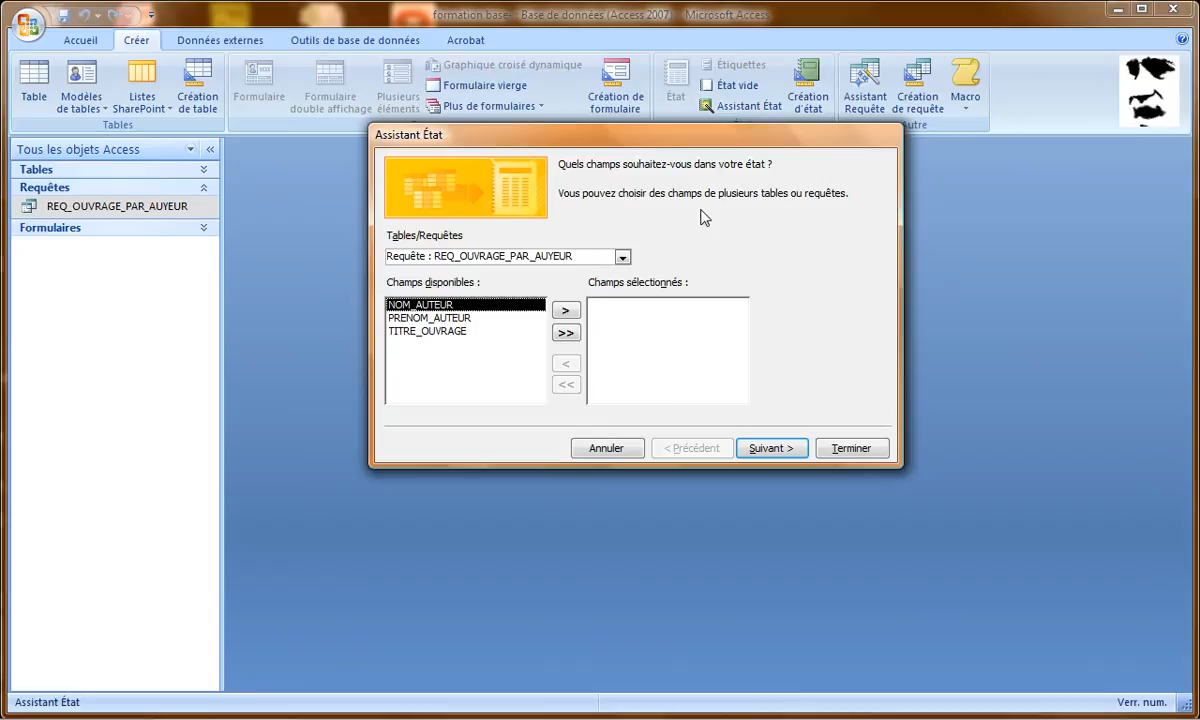 formation base - Base de données (Access 2007) - Microsoft Access
Accueil Créer Données externes Outils de base de données Acrobat
Table
Modèles de tables
Listes SharePoint
Création de table
Tables
Formulaire
Formulaire double affichage
Plusieurs éléments
Graphique croisé dynamique
Formulaire vierge
Plus de formulaires
Création de formulaire
État
Étiquettes
État vide
Assistant État
Création d'état
Assistant Requête
Création de requête
Macro
Autre
Tous les objets Access
Tables
Requêtes
REQ_OUVRAGE_PAR_AUYEUR
Formulaires
Assistant État
Quels champs souhaitez-vous dans votre état ?
Vous pouvez choisir des champs de plusieurs tables ou requêtes.
Tables/Requêtes
Requête : REQ_OUVRAGE_PAR_AUYEUR
Champs disponibles : Champs sélectionnés :
NOM_AUTEUR
PRENOM_AUTEUR
TITRE_OUVRAGE
>
>>
<
<<
Annuler < Précédent Suivant > Terminer
Assistant État Verr. num.